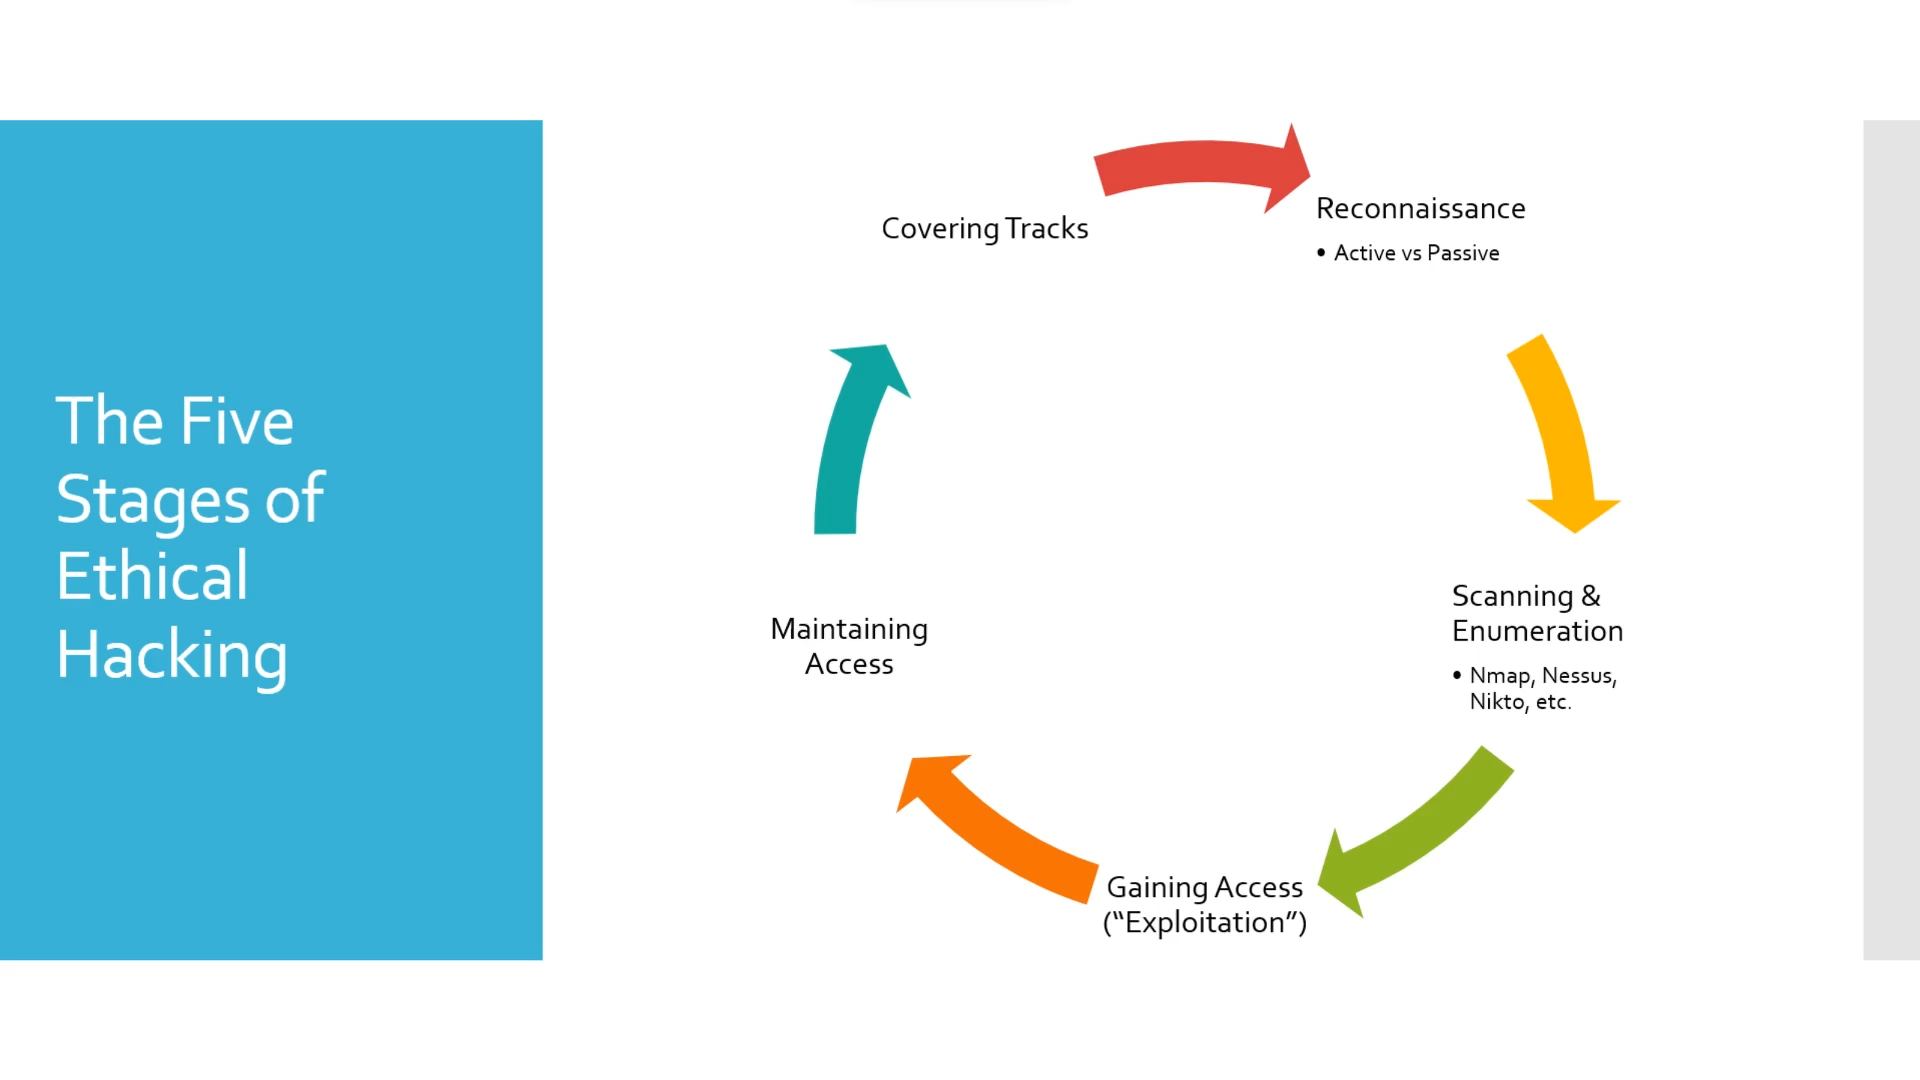 The Five
Stages of
Ethical
Hacking
Covering Tracks
Reconnaissance
• Active vs Passive
Scanning &
Enumeration
• Nmap, Nessus,
Nikto, etc.
Gaining Access
(“Exploitation”)
Maintaining
Access